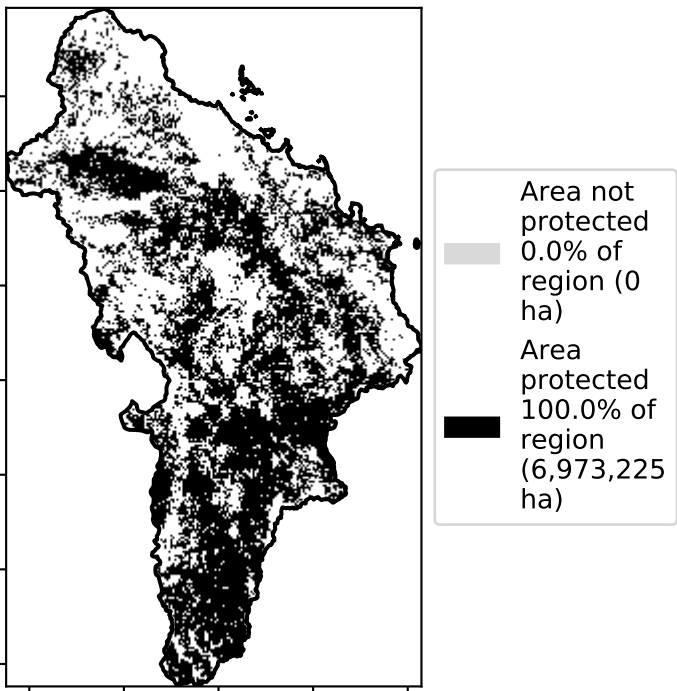 Area not
protected
0.0% of
region (0
ha)
Area
protected
100.0% of
region
(6,973,225
ha)